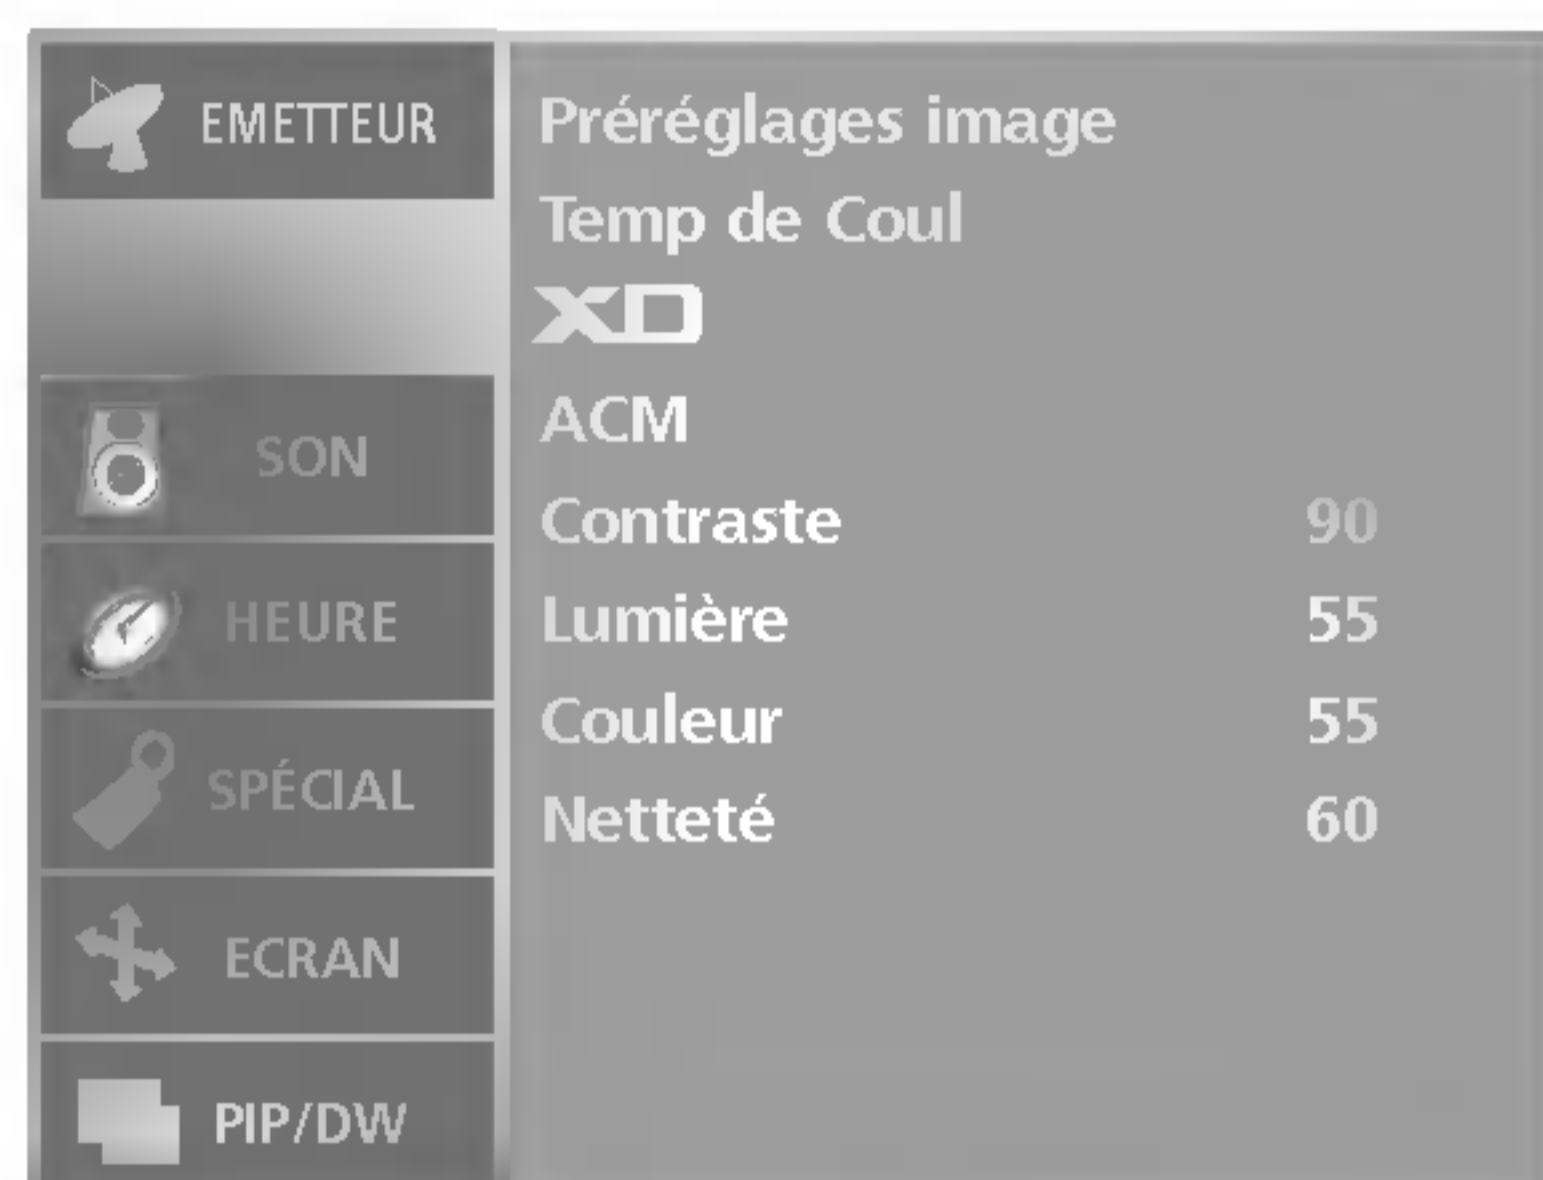 EMETTEUR
SON
HEURE
SPÉCIAL
ECRAN
PIP/DW
Préréglages image
Temp de Coul
XD
ACM
Contraste 90
Lumière 55
Couleur 55
Netteté 60